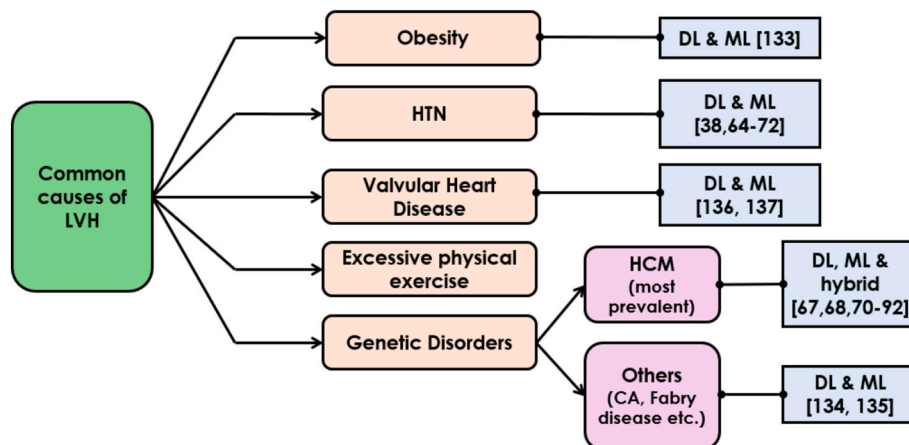 Common
causes of
LVH
Obesity
DL & ML [133]
HTN
DL & ML
[38,64-72]
Valvular Heart
Disease
DL & ML
[136, 137]
Excessive physical
exercise
Genetic Disorders
HCM
(most
prevalent)
DL, ML &
hybrid
[67,68,70-92]
Others
(CA, Fabry
disease etc.)
DL & ML
[134, 135]